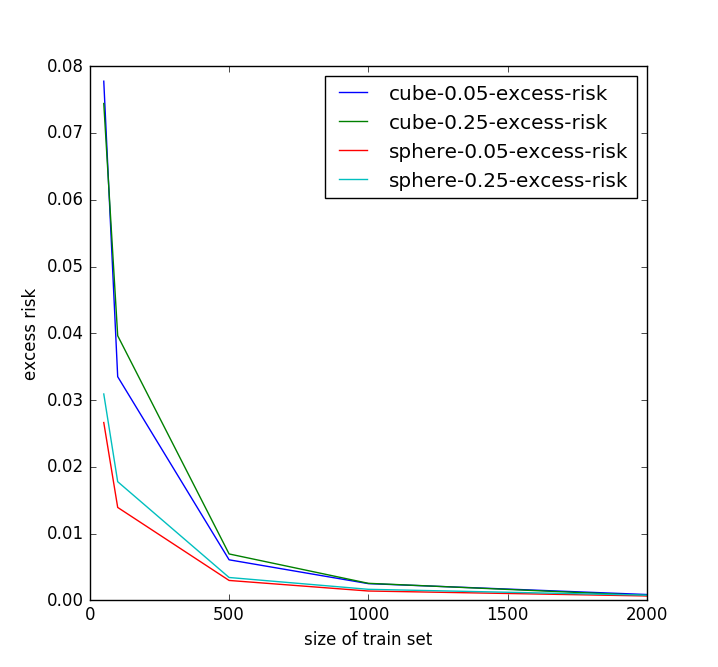 0.08
0.07
0.06
0.05
0.04
0.03
0.02
0.01
0.00
excess risk
cube-0.05-excess-risk
cube-0.25-excess-risk
sphere-0.05-excess-risk
sphere-0.25-excess-risk
0 500 1000 1500 2000
size of train set